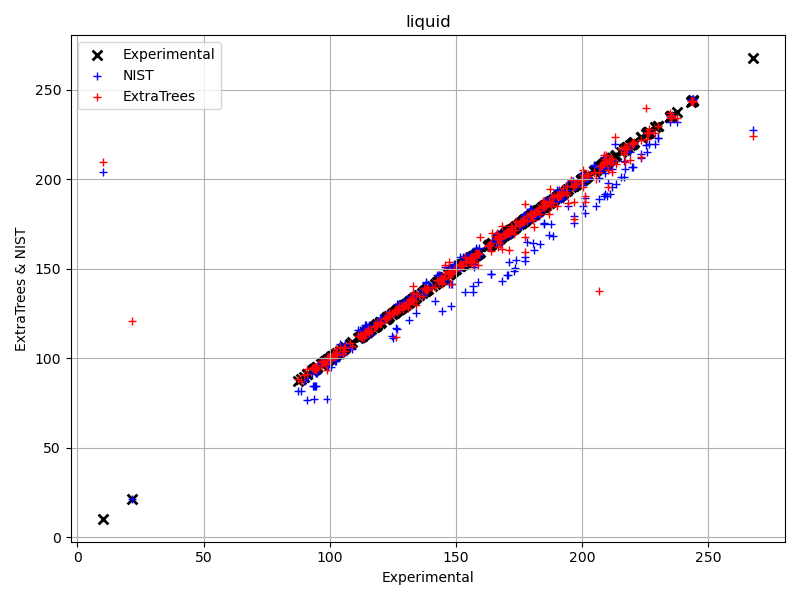 liquid
Experimental
NIST
ExtraTrees
ExtraTrees & NIST
250
200
150
100
50
0
0 50 100 150 200 250
Experimental